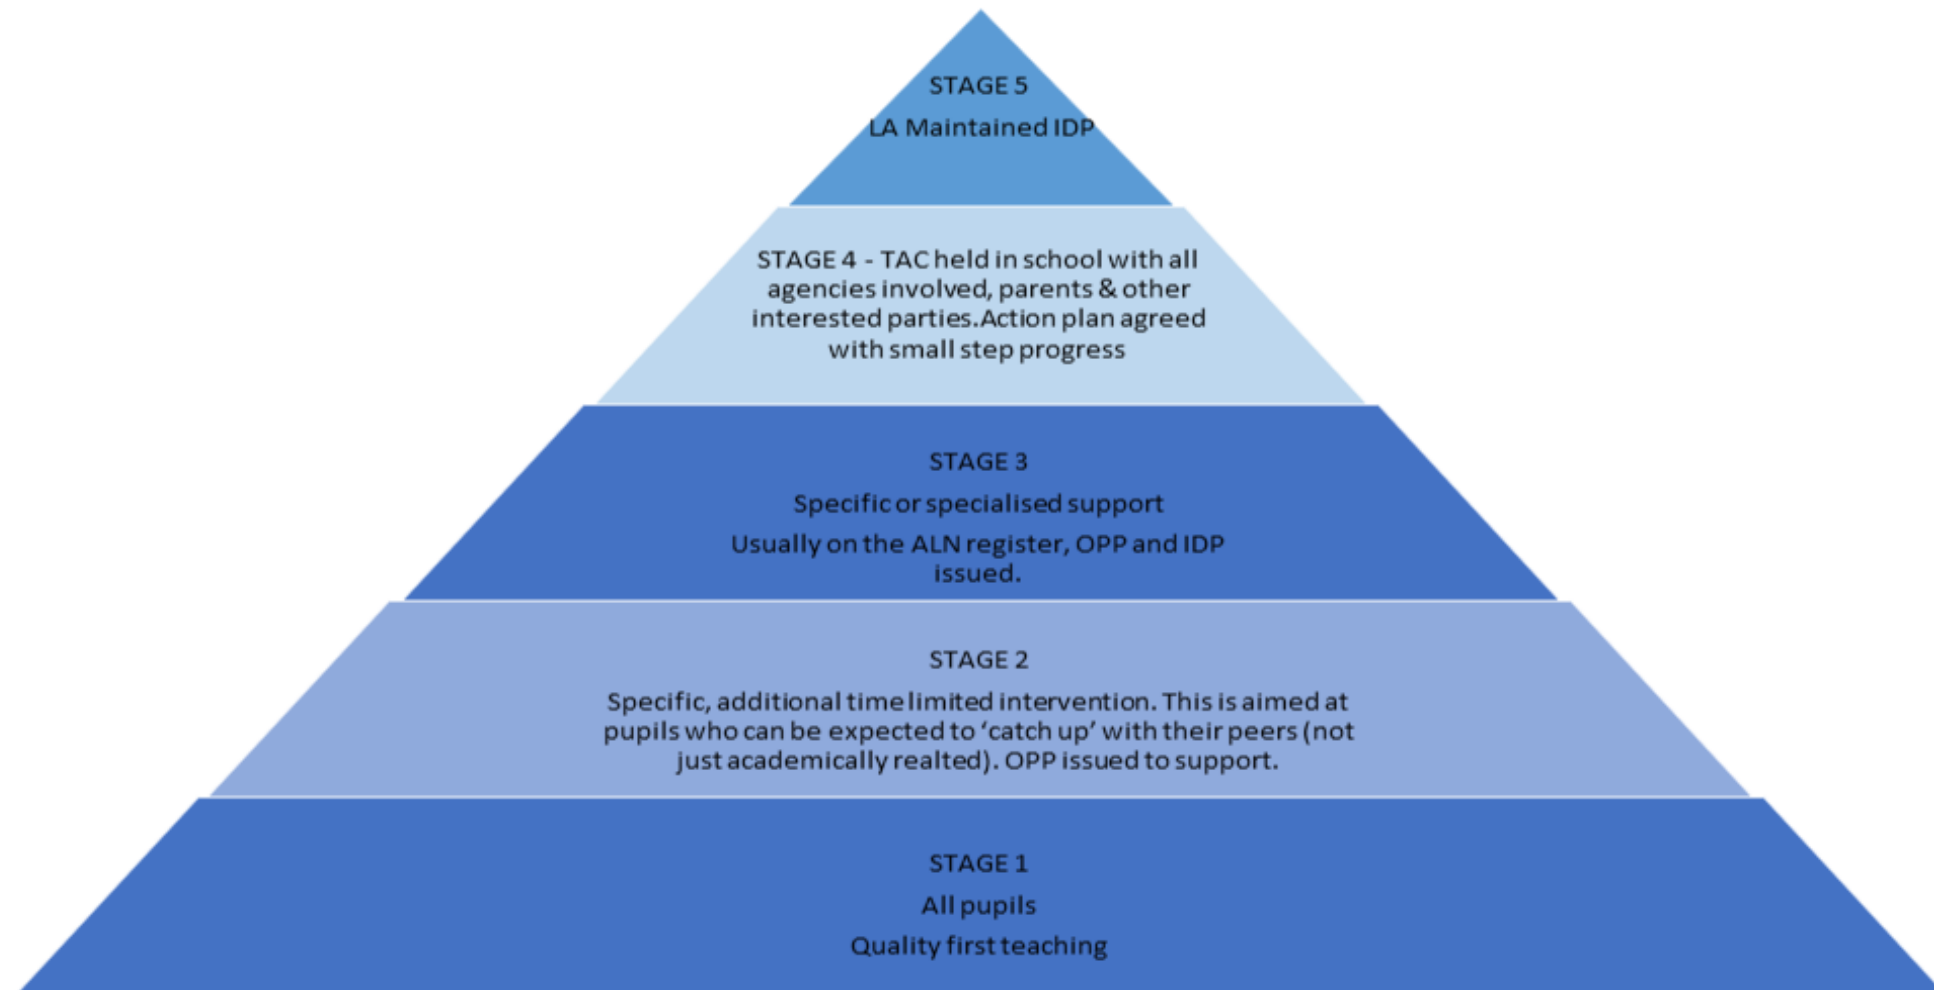 STAGE 5
LA Maintained IDP
STAGE 4 - TAC held in school with all
agencies involved, parents & other
interested parties.Action plan agreed
with small step progress
STAGE 3
Specific or specialised support
Usually on the ALN register, OPP and IDP
issued.
STAGE 2
Specific, additional time limited intervention. This is aimed at
pupils who can be expected to ‘catch up’ with their peers (not
just academically realted). OPP issued to support.
STAGE 1
All pupils
Quality first teaching